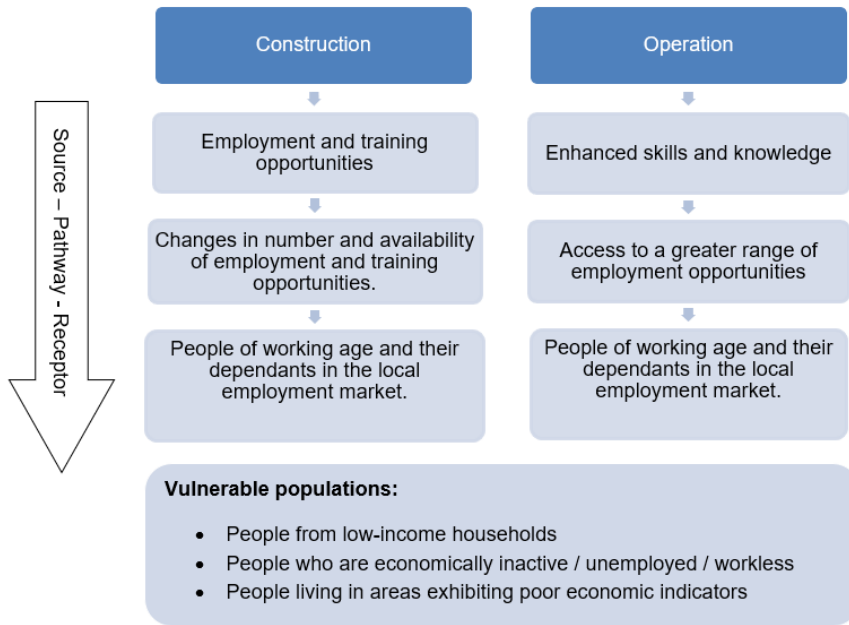 Construction
Operation
Source – Pathway - Receptor
Employment and training
opportunities
Enhanced skills and knowledge
Changes in number and availability
of employment and training
opportunities.
Access to a greater range of
employment opportunities
People of working age and their
dependants in the local
employment market.
People of working age and their
dependants in the local
employment market.
Vulnerable populations:
• People from low-income households
• People who are economically inactive / unemployed / workless
• People living in areas exhibiting poor economic indicators